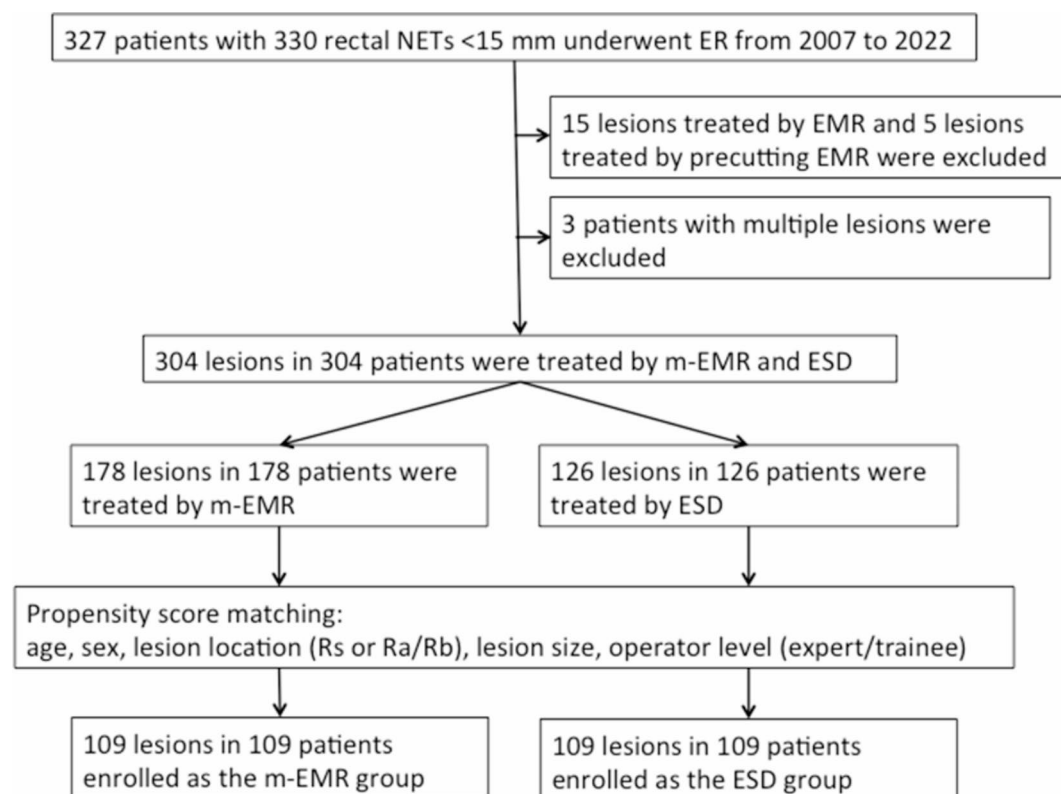 327 patients with 330 rectal NETs <15 mm underwent ER from 2007 to 2022
15 lesions treated by EMR and 5 lesions
treated by precutting EMR were excluded
3 patients with multiple lesions were
excluded
304 lesions in 304 patients were treated by m-EMR and ESD
178 lesions in 178 patients were
treated by m-EMR
126 lesions in 126 patients were
treated by ESD
Propensity score matching:
age, sex, lesion location (Rs or Ra/Rb), lesion size, operator level (expert/trainee)
109 lesions in 109 patients
enrolled as the m-EMR group
109 lesions in 109 patients
enrolled as the ESD group